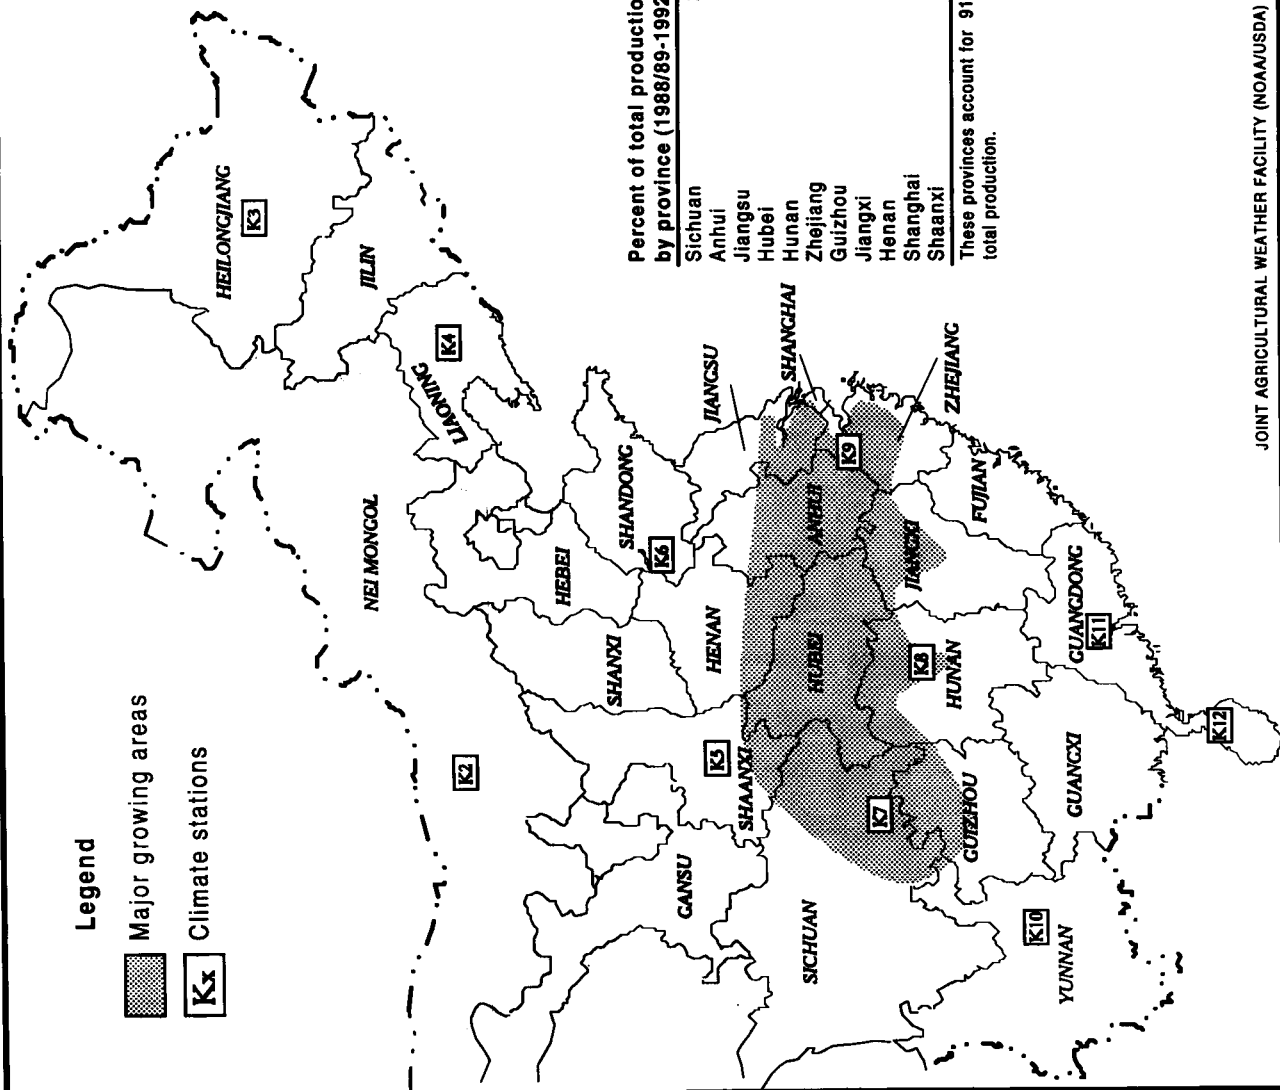 Legend
Major growing areas
Kx Climate stations
HEILONGJIANG
K3
JILIN
K4
LIAONING
NEI MONGOL
K2
HEBEI
SHANDONG
K6
SHANXI
HENAN
K5
SHAANXI
GANSU
JIANGSU
SHANGHAI
K9
ZHEJIANG
ANHUI
HUBEI
JIANGXI
FUJIAN
K8
HUNAN
K7
GUIZHOU
SICHUAN
K10
YUNNAN
GUANGXI
GUANGDONG
K11
K12
Percent of total productio
by province (1988/89-1992
Sichuan
Anhui
Jiangsu
Hubei
Hunan
Zhejiang
Guizhou
Jiangxi
Henan
Shanghai
Shaanxi
These provinces account for 91
total production.
JOINT AGRICULTURAL WEATHER FACILITY (NOAA/USDA)